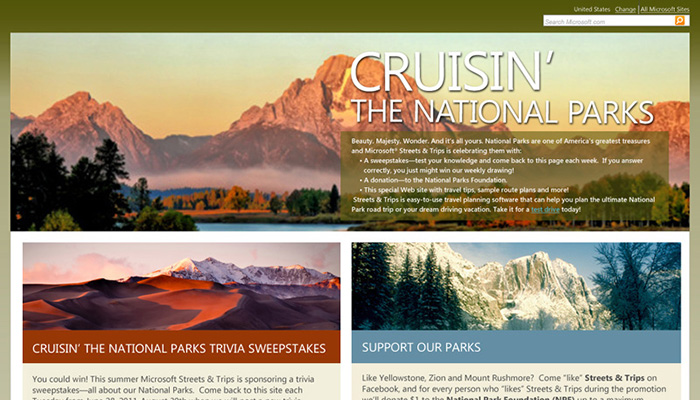 United States Change | All Microsoft Sites
Search Microsoft.com
CRUISIN'
THE NATIONAL PARKS
Beauty. Majesty. Wonder. And it's all yours. National Parks are one of America's greatest treasures
and Microsoft® Streets & Trips is celebrating them with:
• A sweepstakes—test your knowledge and come back to this page each week. If you answer
correctly, you just might win our weekly drawing!
• A donation—to the National Parks Foundation.
• This special Web site with travel tips, sample route plans and more!
Streets & Trips is easy-to-use travel planning software that can help you plan the ultimate National
Park road trip or your dream driving vacation. Take it for a test drive today!
CRUISIN' THE NATIONAL PARKS TRIVIA SWEEPSTAKES
You could win! This summer Microsoft Streets & Trips is sponsoring a trivia
sweepstakes—all about our National Parks. Come back to this site each
SUPPORT OUR PARKS
Like Yellowstone, Zion and Mount Rushmore? Come "like" Streets & Trips on
Facebook, and for every person who "likes" Streets & Trips during the promotion
we'll donate $1 to the National Park Foundation (NPF) up to a maximum